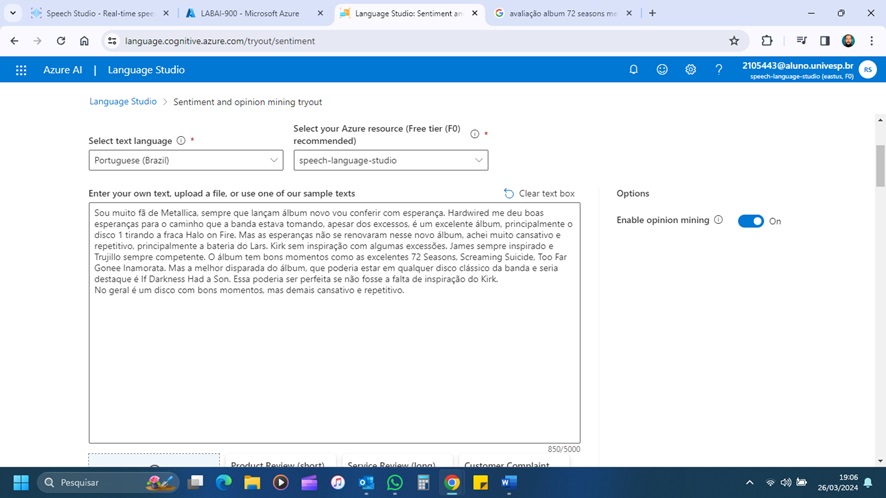 Speech Studio - Real-time spee
LABAI-900 - Microsoft Azure
Language Studio: Sentiment and
avaliação album 72 seasons me
language.cognitive.azure.com/tryout/sentiment
Azure AI | Language Studio
2105443@aluno.univesp.br
speech-language-studio (eastus, F0)
RS
Language Studio > Sentiment and opinion mining tryout
Select text language *
Select your Azure resource (Free tier (F0) recommended) *
Portuguese (Brazil)
speech-language-studio
Enter your own text, upload a file, or use one of our sample texts
Clear text box
Options
Enable opinion mining
On
Sou muito fã de Metallica, sempre que lançam álbum novo vou conferir com esperança. Hardwired me deu boas
esperanças para o caminho que a banda estava tomando, apesar dos excessos, é um excelente álbum, principalmente o
disco 1 tirando a fraca Halo on Fire. Mas as esperanças não se renovaram nesse novo álbum, achei muito cansativo e
repetitivo, principalmente a bateria do Lars. Kirk sem inspiração com algumas excessões. James sempre inspirado e
Trujillo sempre competente. O álbum tem bons momentos como as excelentes 72 Seasons, Screaming Suicide, Too Far
Gonee Inamorata. Mas a melhor disparada do álbum, que poderia estar em qualquer disco clássico da banda e seria
destaque é If Darkness Had a Son. Essa poderia ser perfeita se não fosse a falta de inspiração do Kirk.
No geral é um disco com bons momentos, mas demais cansativo e repetitivo.
850/5000
Product Review (short)
Service Review (long)
Customer Complaint
Pesquisar
19:06
26/03/2024